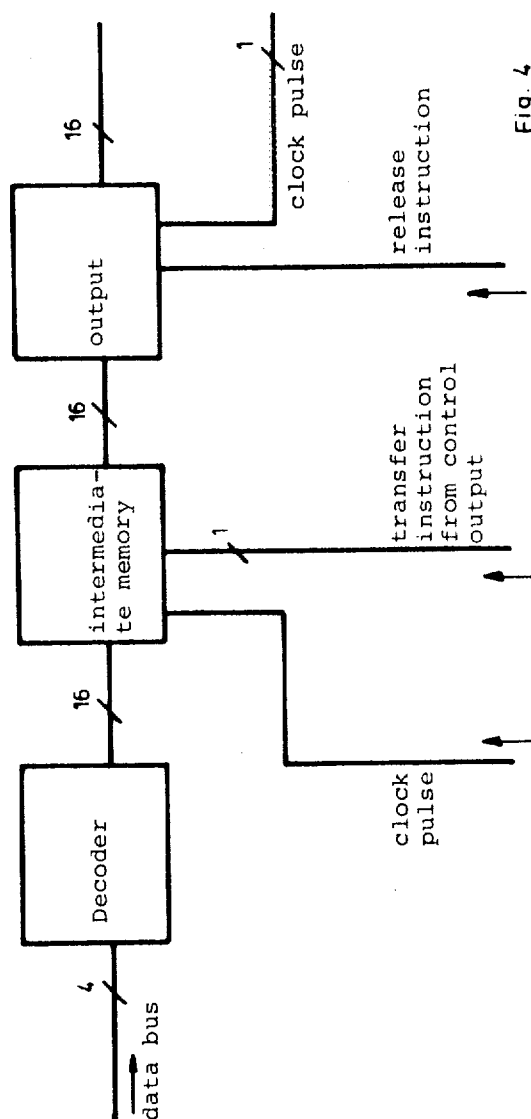 16
1
clock pulse
output
release
instruction
16
intermedia-
te memory
1
transfer
instruction
from control
output
16
Decoder
clock
pulse
4
data bus
Fig. 4